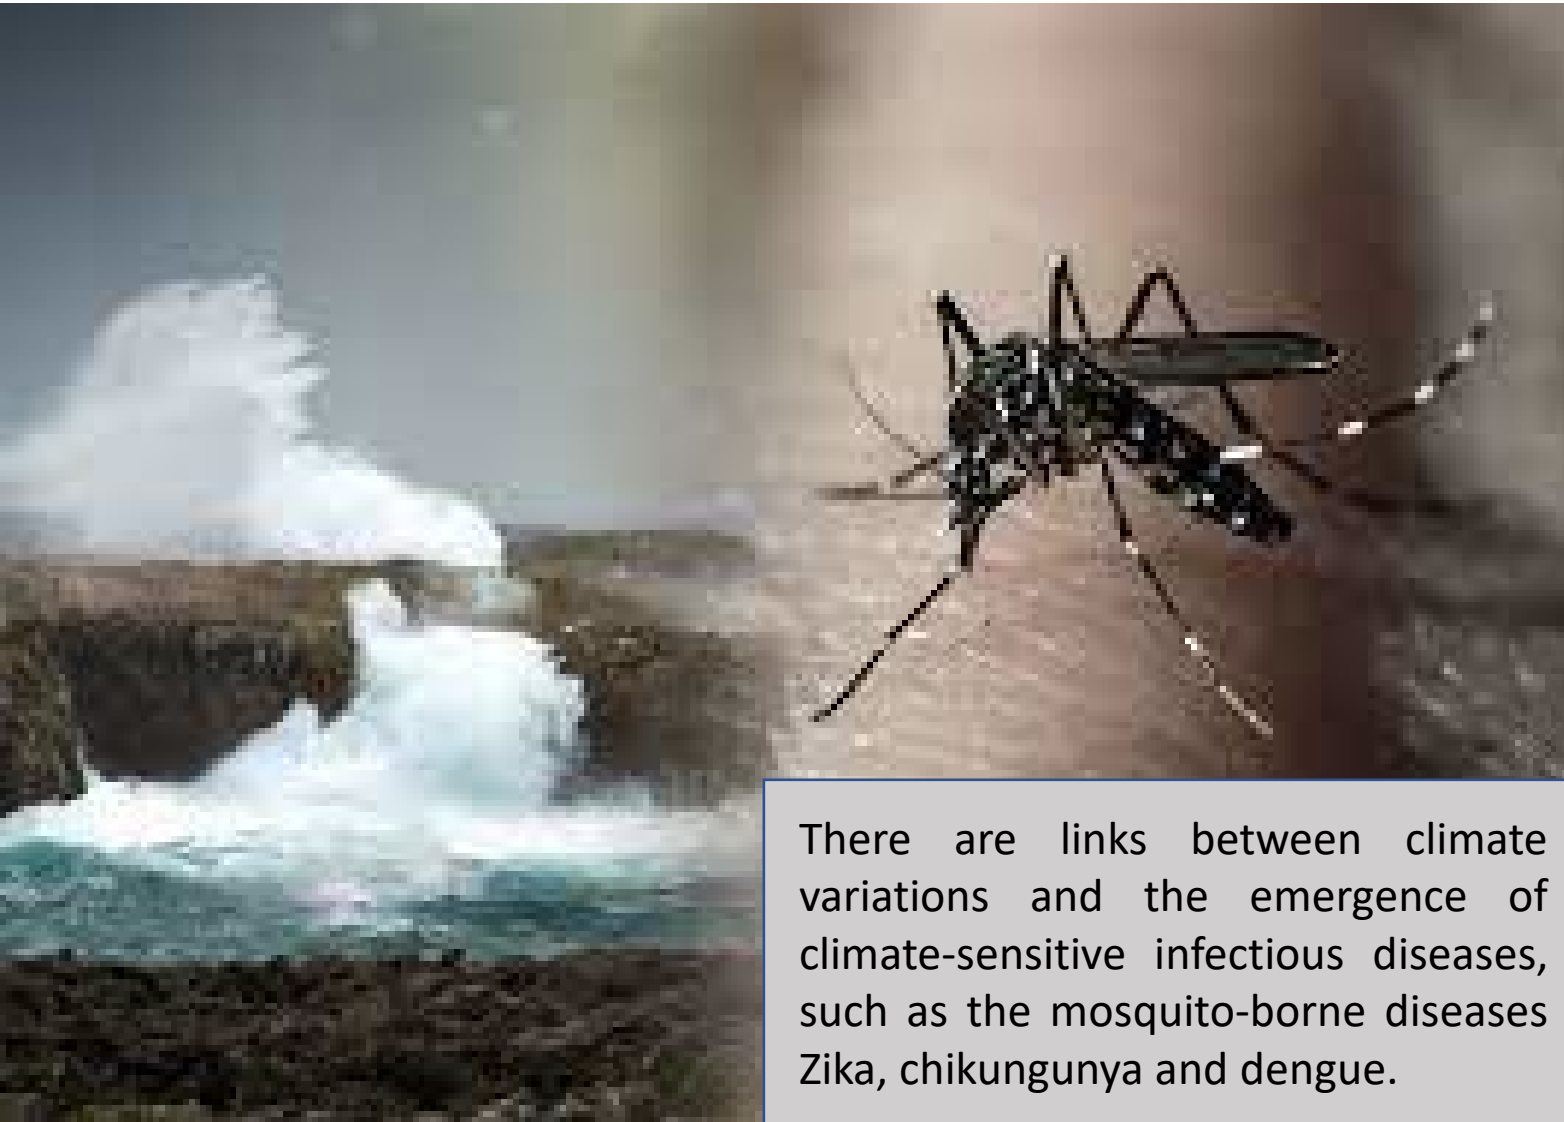 There are links between climate
variations and the emergence of
climate-sensitive infectious diseases,
such as the mosquito-borne diseases
Zika, chikungunya and dengue.